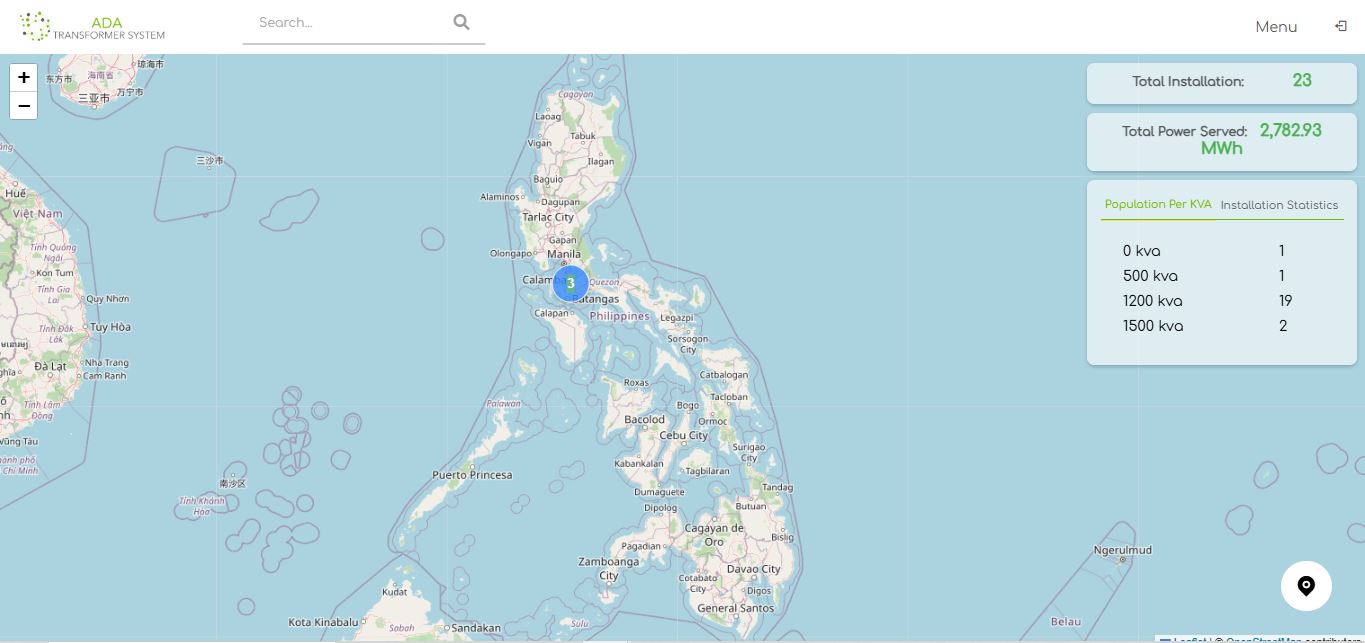 ADA
TRANSFORMER SYSTEM
Search...
Menu
+
−
Total Installation: 23
Total Power Served: 2,782.93
MWh
Population Per KVA Installation Statistics
0 kva 1
500 kva 1
1200 kva 19
1500 kva 2
琼海市
东方市
海南省
万宁市
三亚市
三沙市
Huế
Việt Nam
Tỉnh Quảng
Ngãi
Kon Tum
Tỉnh Gia
Lai
Quy Nhơn
Tỉnh Đắk
Lắk
Tuy Hòa
Đà Lạt
Nha Trang
Cam Ranh
Tỉnh Lâm
Đồng
Vũng Tàu
Chí Minh
南沙区
Tỉnh Khánh
Hòa
Cagayan
Laoag
Tabuk
Vigan
Ilagan
Baguio
Alaminos
Dagupan
Tarlac City
Gapan
Olongapo
Manila
3
Quezon
Batangas
Calapan
Philippines
Legazpi
Sorsogon
City
Catbalogan
Roxas
Tacloban
Palawan
Bogo
Bacolod
Ormoc
Cebu City
Surigao
City
Kabankalan
Tagbilaran
Puerto Princesa
Dumaguete
Tandag
Dipolog
Butuan
Cagayan de
Oro
Bislig
Pagadian
Zamboanga
City
Cotabato
City
Davao City
Digos
General Santos
Kudat
Kota Kinabalu
Sabah
Sandakan
Sulu
Ngerulmud
Belau
Leaflet | © OpenStreetMap contributors